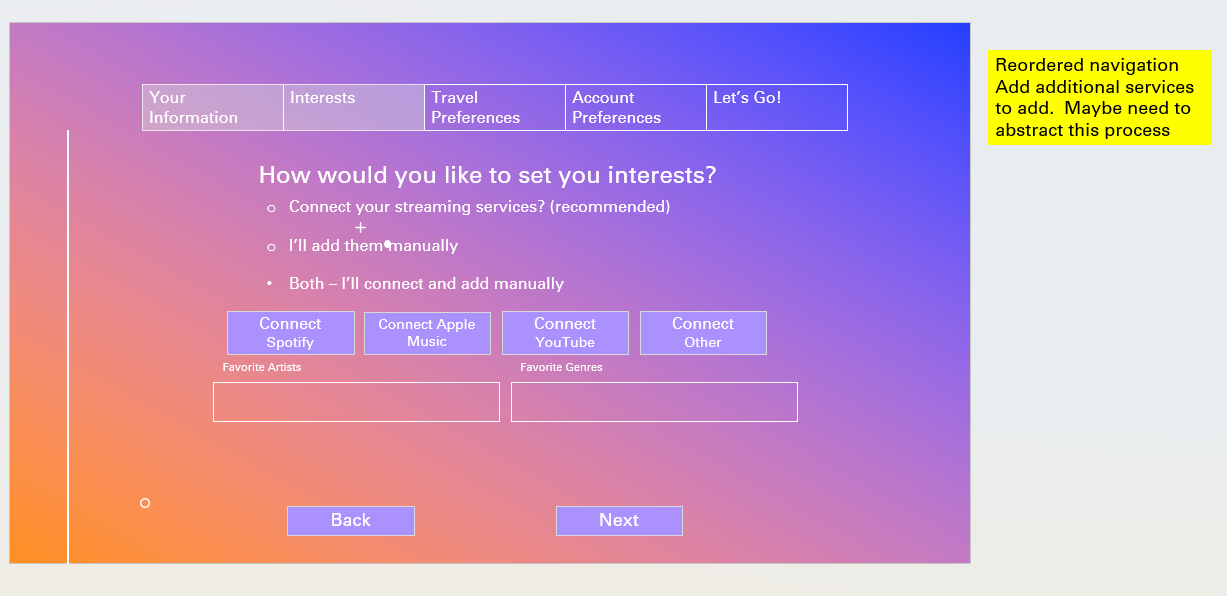 Your
Information
Interests
Travel
Preferences
Account
Preferences
Let's Go!
Reordered navigation
Add additional services
to add.  Maybe need to
abstract this process
How would you like to set you interests?
Connect your streaming services? (recommended)
I'll add them manually
Both – I'll connect and add manually
Connect
Spotify
Connect Apple
Music
Connect
YouTube
Connect
Other
Favorite Artists
Favorite Genres
Back
Next